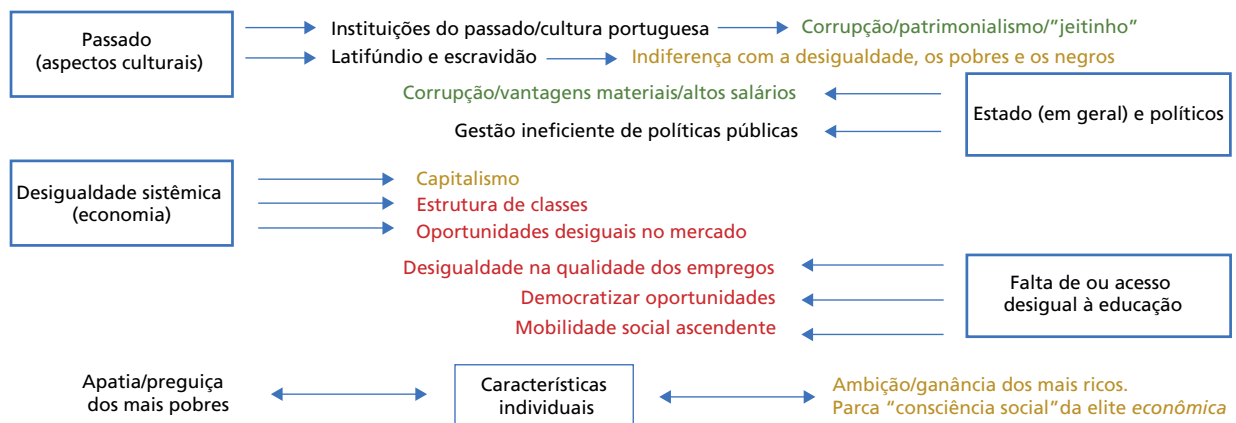 Passado
(aspectos culturais)
Instituições do passado/cultura portuguesa
Corrupção/patrimonialismo/”jeitinho”
Latifúndio e escravidão
Indiferença com a desigualdade, os pobres e os negros
Corrupção/vantagens materiais/altos salários
Gestão ineficiente de políticas públicas
Estado (em geral) e políticos
Desigualdade sistêmica
(economia)
Capitalismo
Estrutura de classes
Oportunidades desiguais no mercado
Desigualdade na qualidade dos empregos
Democratizar oportunidades
Mobilidade social ascendente
Falta de ou acesso
desigual à educação
Apatia/preguiça
dos mais pobres
Características
individuais
Ambição/ganância dos mais ricos.
Parca “consciência social”da elite econômica